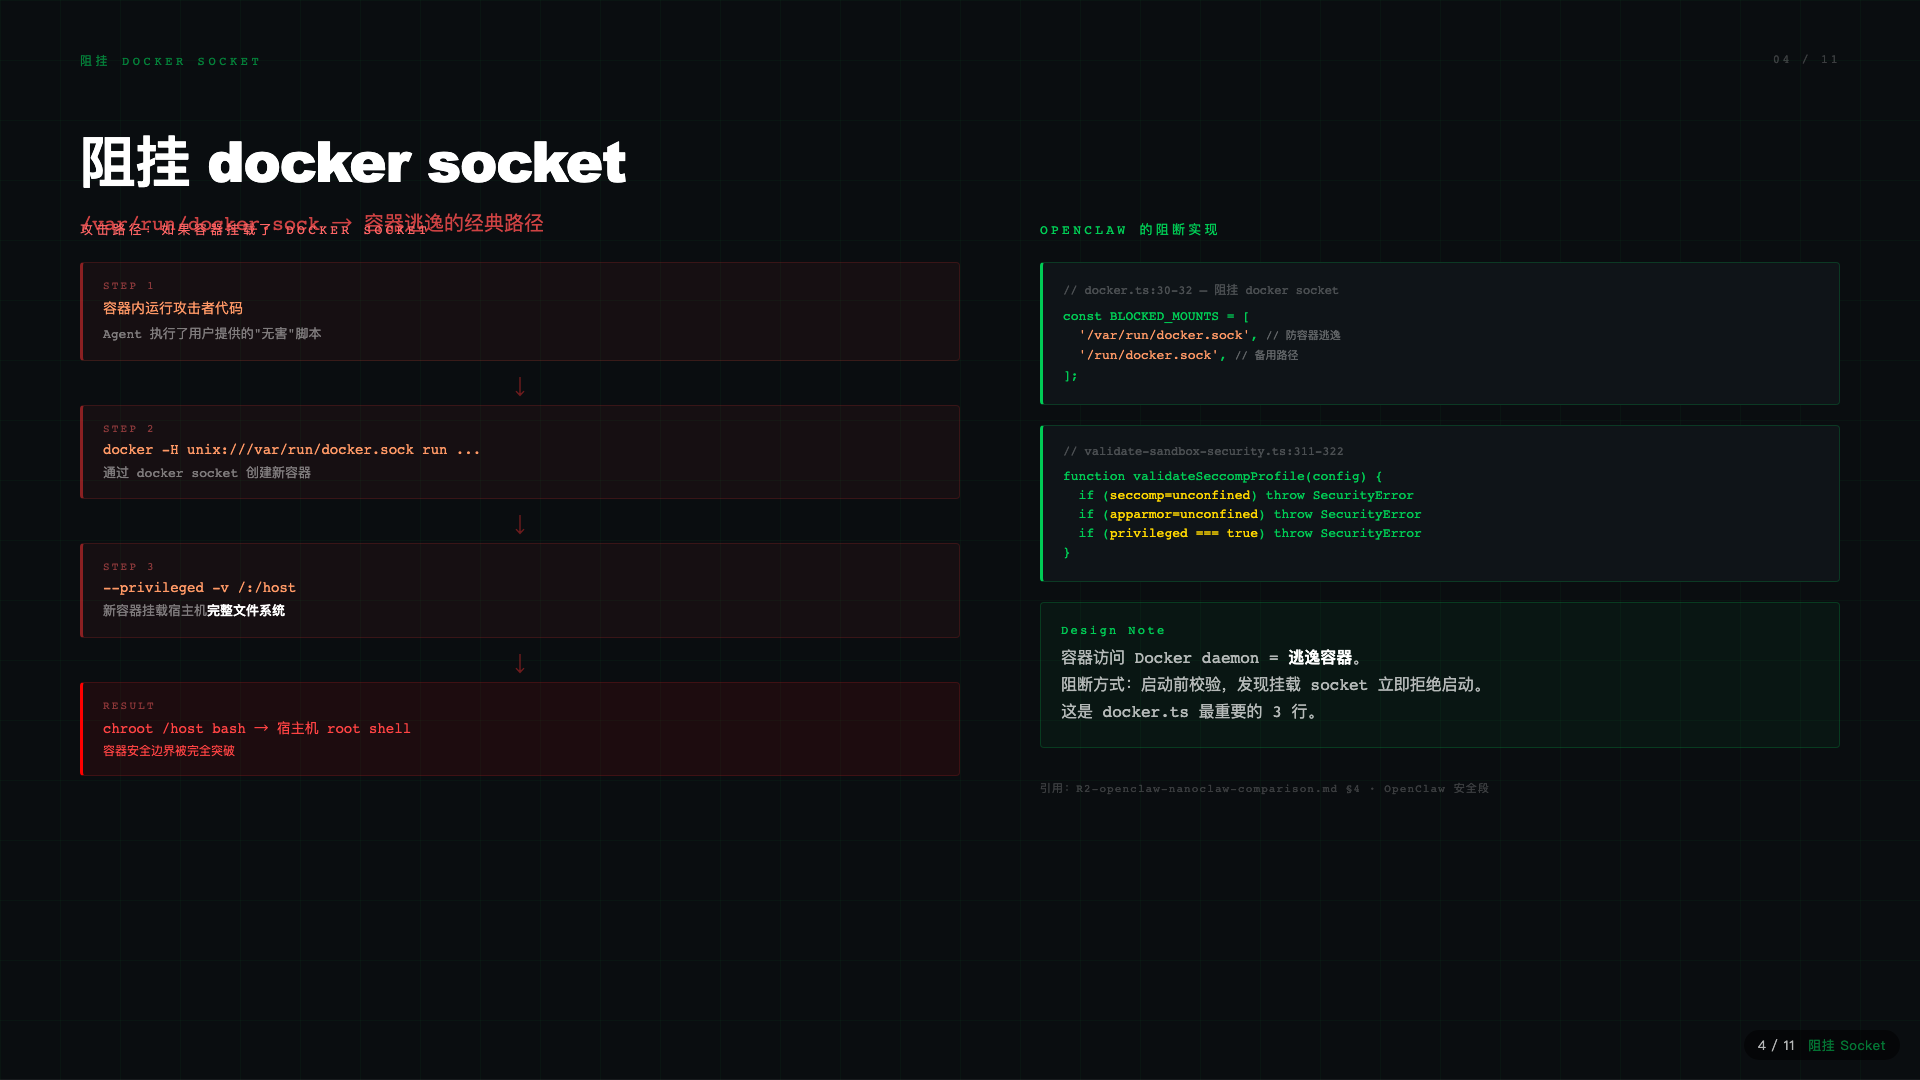 阻挂 DOCKER SOCKET
04 / 11
阻挂 docker socket
/var/run/docker.sock → 容器逃逸的经典路径
攻击路径：如果容器挂载了 DOCKER SOCKET
STEP 1
容器内运行攻击者代码
Agent 执行了用户提供的"无害"脚本
↓
STEP 2
docker -H unix:///var/run/docker.sock run ...
通过 docker socket 创建新容器
↓
STEP 3
--privileged -v /:/host
新容器挂载宿主机完整文件系统
↓
RESULT
chroot /host bash → 宿主机 root shell
容器安全边界被完全突破
OPENCLAW 的阻断实现
// docker.ts:30-32 — 阻挂 docker socket
const BLOCKED_MOUNTS = [
  '/var/run/docker.sock', // 防容器逃逸
  '/run/docker.sock', // 备用路径
];
// validate-sandbox-security.ts:311-322
function validateSeccompProfile(config) {
  if (seccomp=unconfined) throw SecurityError
  if (apparmor=unconfined) throw SecurityError
  if (privileged === true) throw SecurityError
}
Design Note
容器访问 Docker daemon = 逃逸容器。
阻断方式：启动前校验，发现挂载 socket 立即拒绝启动。
这是 docker.ts 最重要的 3 行。
引用：R2-openclaw-nanoclaw-comparison.md §4 · OpenClaw 安全段
4 / 11 阻挂 Socket